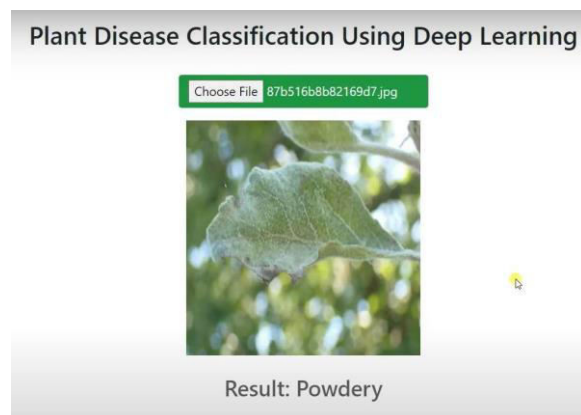 Plant Disease Classification Using Deep Learning
Choose File 87b516b8b82169d7.jpg
Result: Powdery